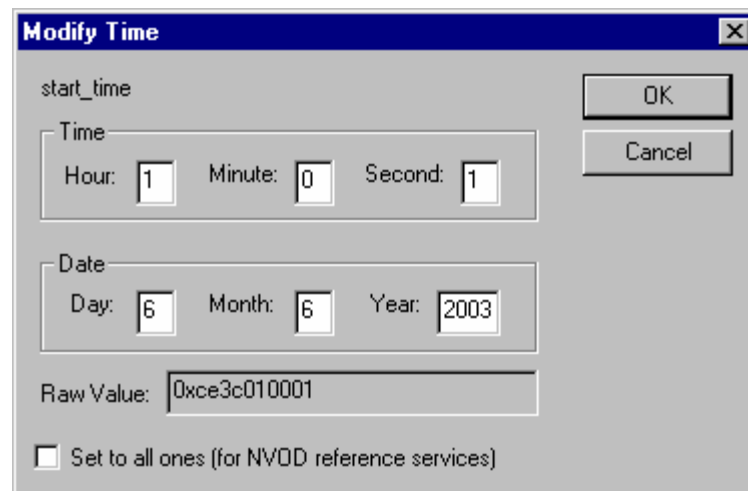 Modify Time
start_time
OK
Time
Hour: 1 Minute: 0 Second: 1
Cancel
Date
Day: 6 Month: 6 Year: 2003
Raw Value: 0xce3c010001
Set to all ones (for NVOD reference services)